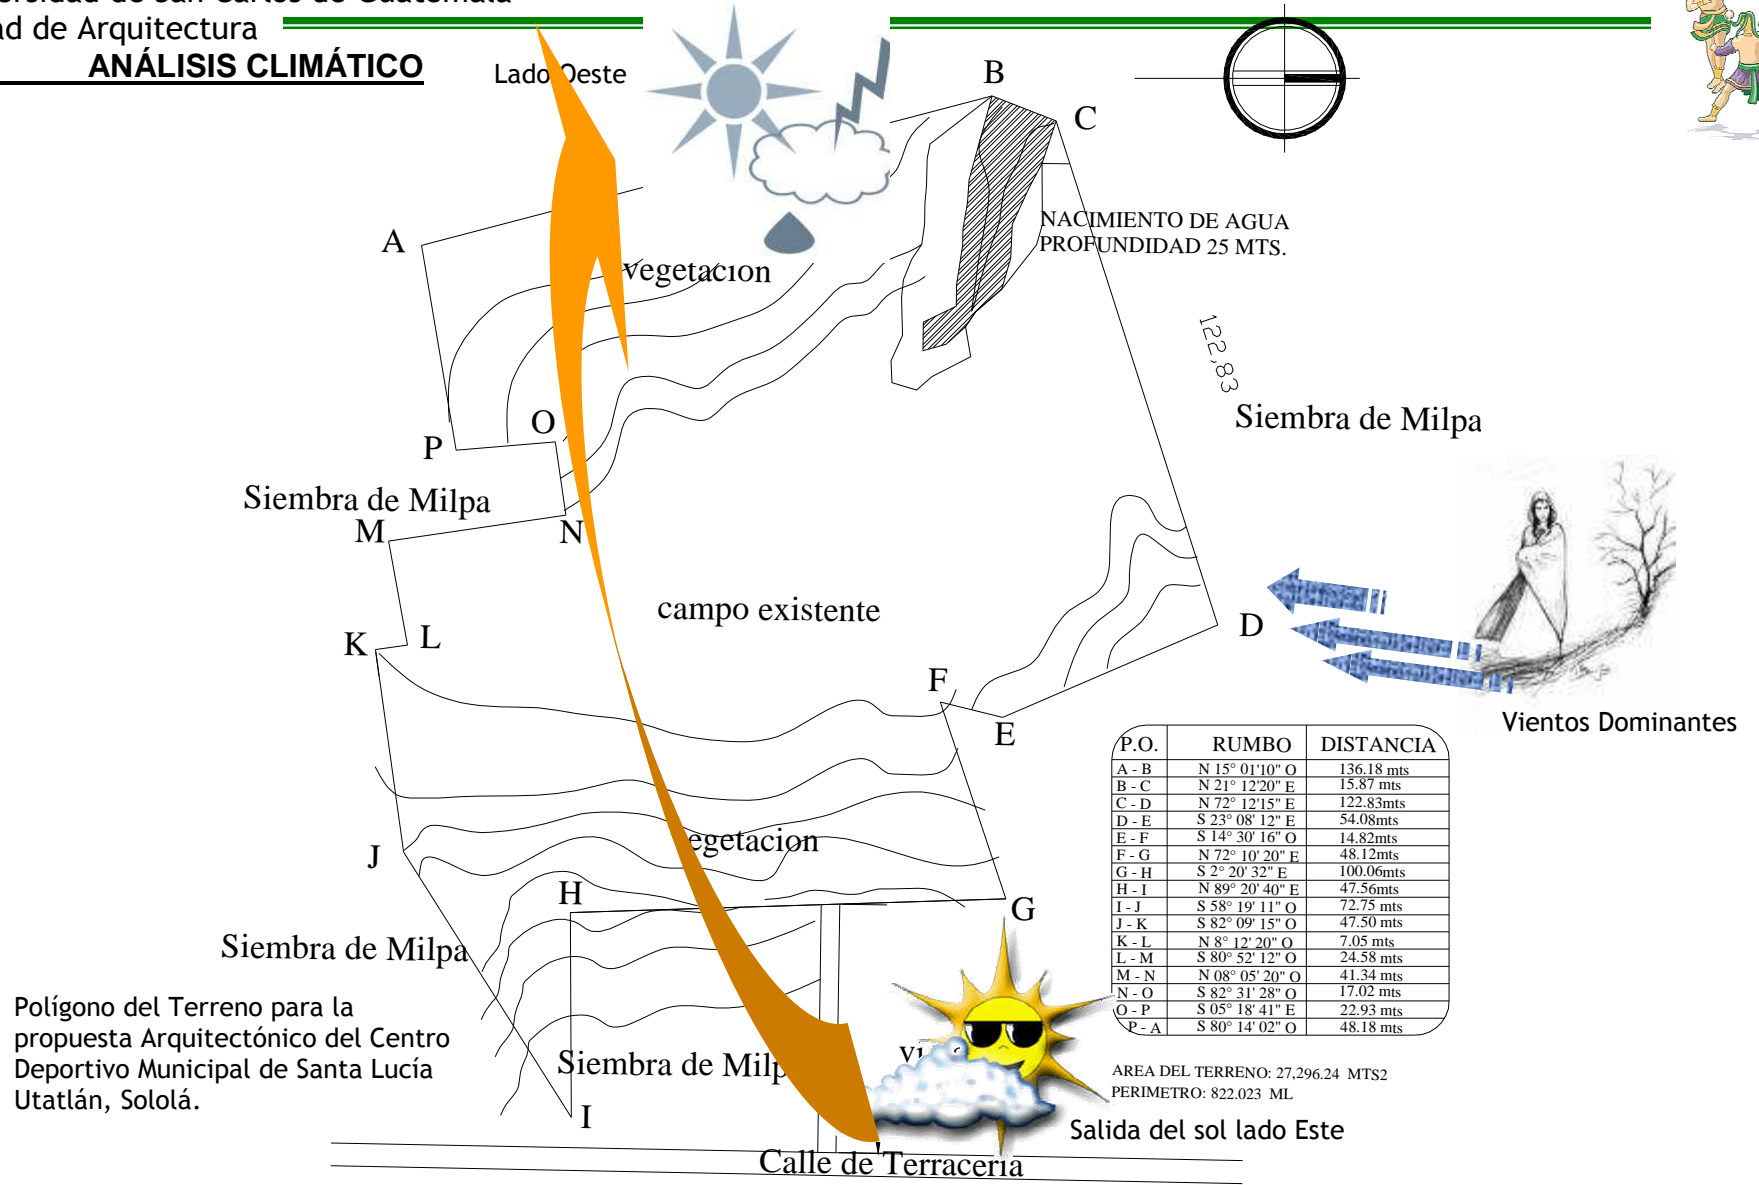 ersidad de San Carlos de Guatemala
ad de Arquitectura
ANÁLISIS CLIMÁTICO
Lado Oeste
B
C
A
NACIMIENTO DE AGUA
PROFUNDIDAD 25 MTS.
vegetacion
122,83
Siembra de Milpa
O
P
Siembra de Milpa
M
N
campo existente
K
L
D
F
E
Vientos Dominantes
P.O. RUMBO DISTANCIA
A - B N 15° 01'10" O 136.18 mts
B - C N 21° 12'20" E 15.87 mts
C - D N 72° 12'15" E 122.83mts
D - E S 23° 08' 12" E 54.08mts
E - F S 14° 30' 16" O 14.82mts
F - G N 72° 10' 20" E 48.12mts
G - H S 2° 20' 32" E 100.06mts
H - I N 89° 20' 40" E 47.56mts
I - J S 58° 19' 11" O 72.75 mts
J - K S 82° 09' 15" O 47.50 mts
K - L N 8° 12' 20" O 7.05 mts
L - M S 80° 52' 12" O 24.58 mts
M - N N 08° 05' 20" O 41.34 mts
N - O S 82° 31' 28" O 17.02 mts
O - P S 05° 18' 41" E 22.93 mts
P - A S 80° 14' 02" O 48.18 mts
egetacion
J
H
G
Siembra de Milpa
Polígono del Terreno para la
propuesta Arquitectónico del Centro
Deportivo Municipal de Santa Lucía
Utatlán, Sololá.
Siembra de Milp
AREA DEL TERRENO: 27,296.24 MTS2
PERIMETRO: 822.023 ML
I
Salida del sol lado Este
Calle de Terraceria